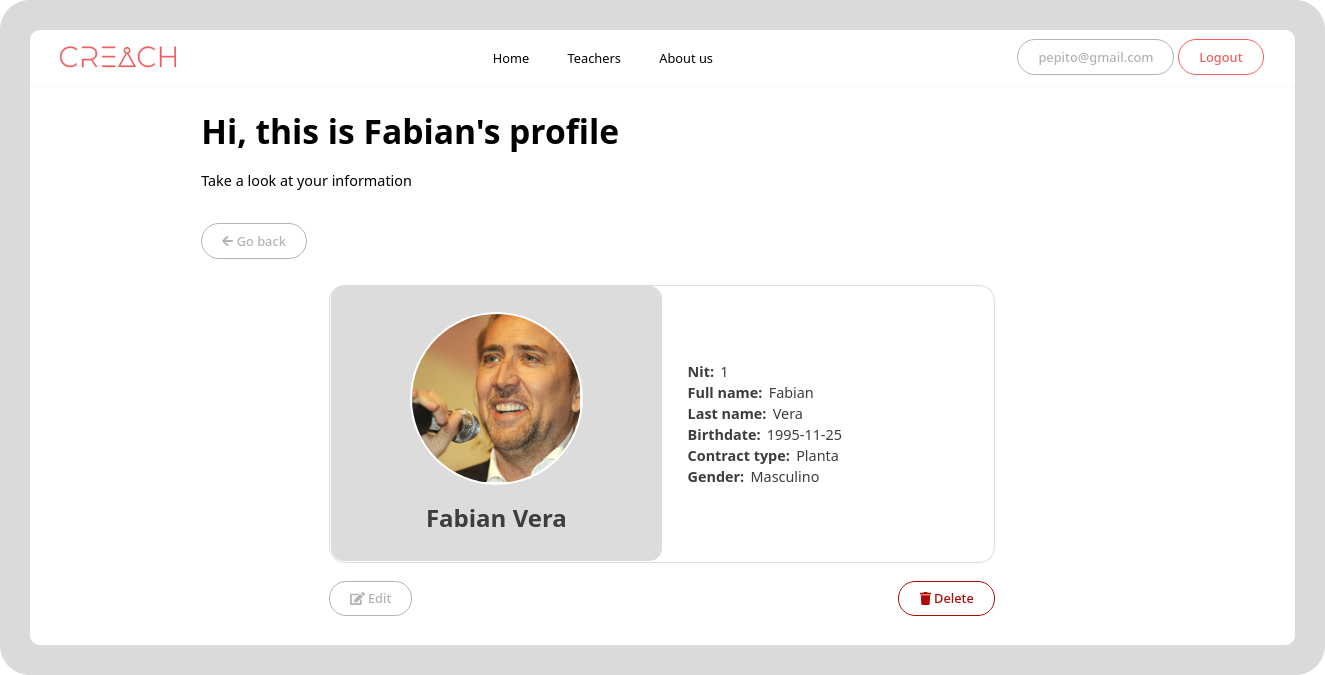 CREACH
Home Teachers About us
pepito@gmail.com Logout
Hi, this is Fabian's profile
Take a look at your information
Go back
Nit: 1
Full name: Fabian
Last name: Vera
Birthdate: 1995-11-25
Contract type: Planta
Gender: Masculino
Fabian Vera
Edit Delete